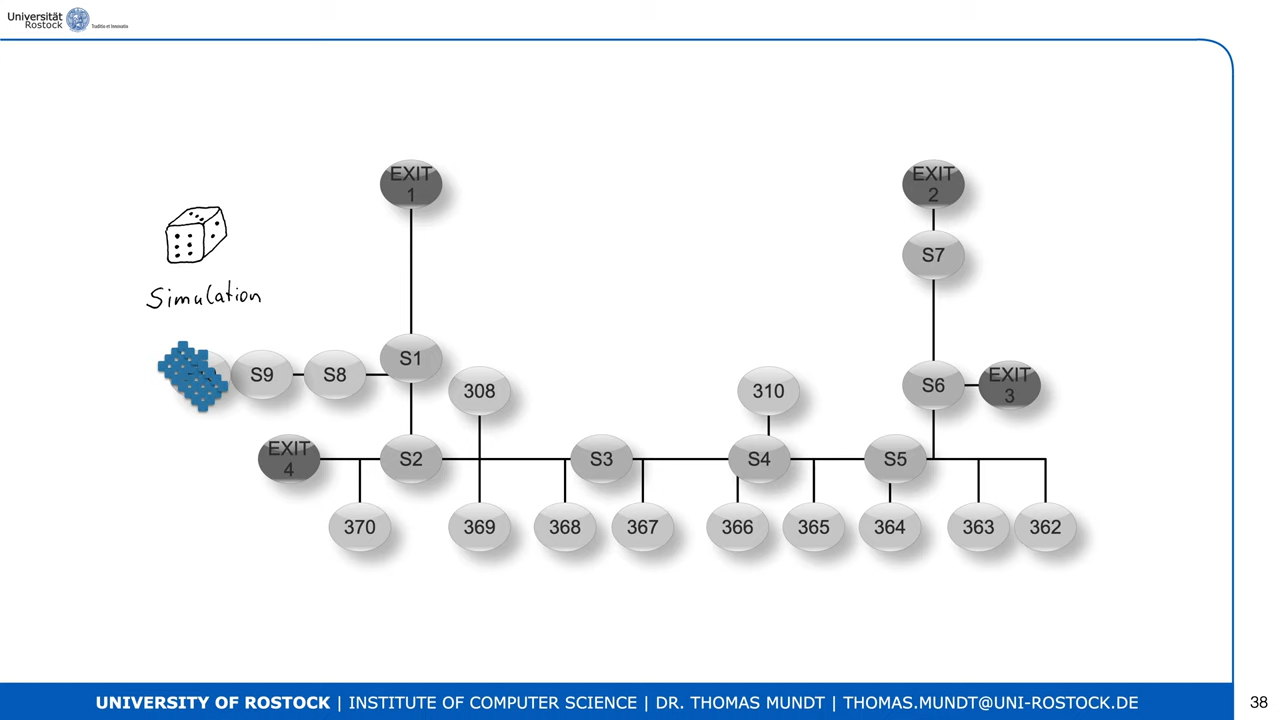 Universität
Rostock
Traditio et Innovatio
EXIT
1
EXIT
2
S7
Simulation
S9
S8
S1
308
310
S6
EXIT
3
EXIT
4
S2
S3
S4
S5
370
369
368
367
366
365
364
363
362
UNIVERSITY OF ROSTOCK | INSTITUTE OF COMPUTER SCIENCE | DR. THOMAS MUNDT | THOMAS.MUNDT@UNI-ROSTOCK.DE
38